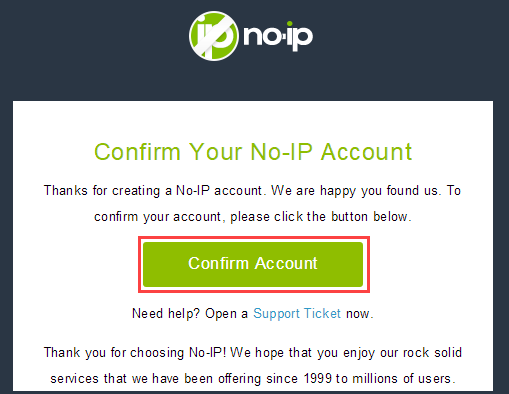 no-ip
Confirm Your No-IP Account
Thanks for creating a No-IP account. We are happy you found us. To
confirm your account, please click the button below.
Confirm Account
Need help? Open a Support Ticket now.
Thank you for choosing No-IP! We hope that you enjoy our rock solid
services that we have been offering since 1999 to millions of users.